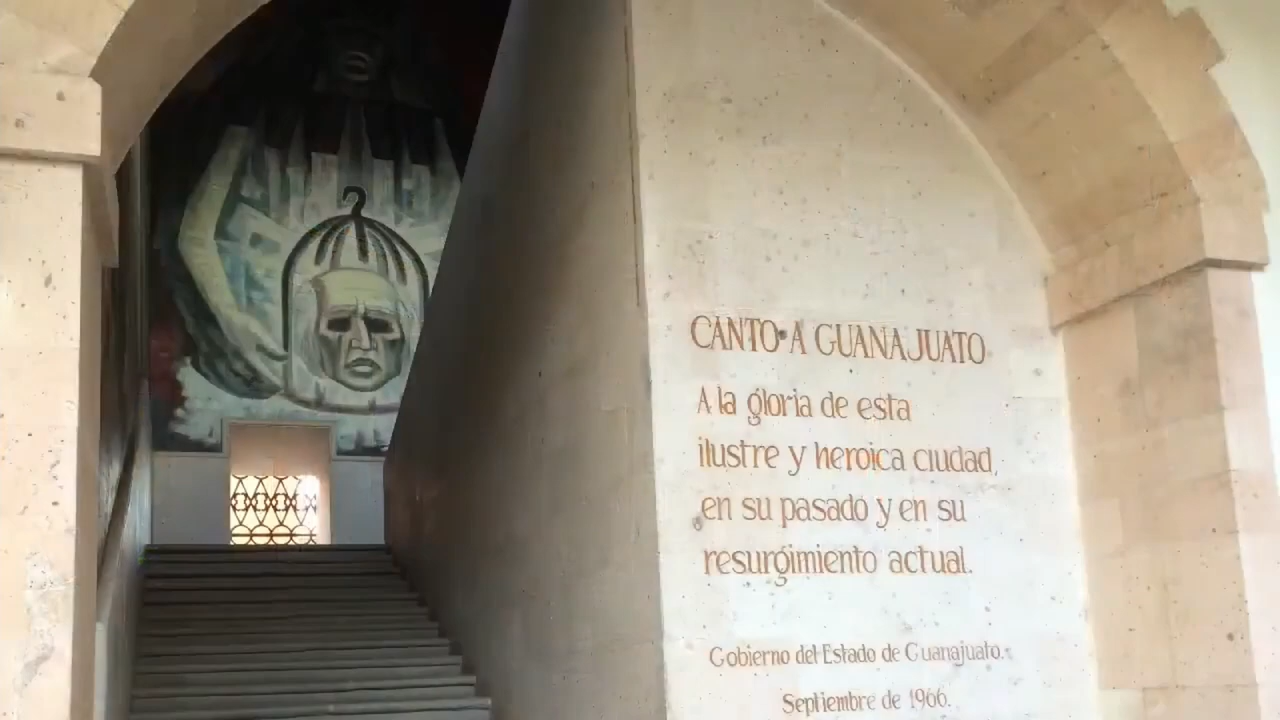 CANTO A GUANAJUATO
A la gloria de esta
ilustre y heroica ciudad,
en su pasado y en su
resurgimiento actual.
Gobierno del Estado de Guanajuato.
Septiembre de 1966.